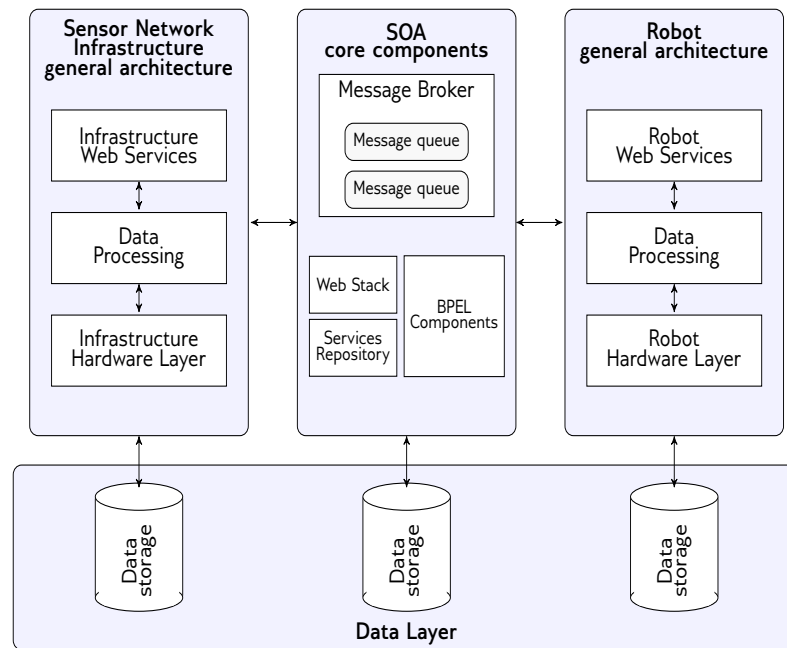 Sensor Network
Infrastructure
general architecture
Infrastructure
Web Services
Data
Processing
Infrastructure
Hardware Layer
SOA
core components
Message Broker
Message queue
Message queue
Web Stack
Services
Repository
BPEL
Components
Robot
general architecture
Robot
Web Services
Data
Processing
Robot
Hardware Layer
Data
storage
Data
storage
Data
storage
Data Layer